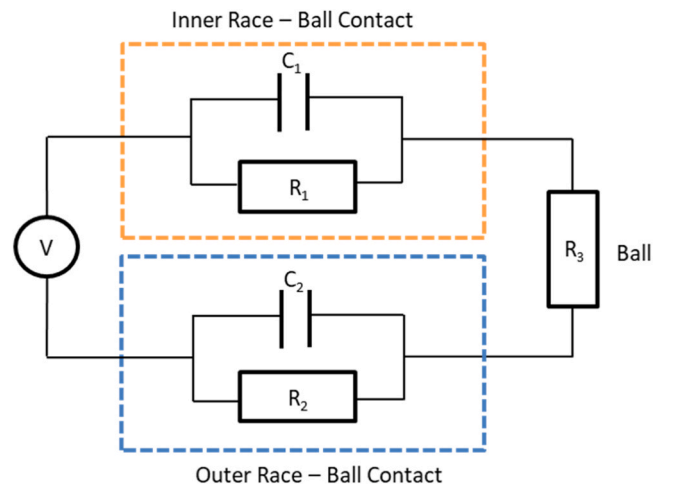 Inner Race – Ball Contact
C₁
R₁
V
R₃
Ball
C₂
R₂
Outer Race – Ball Contact